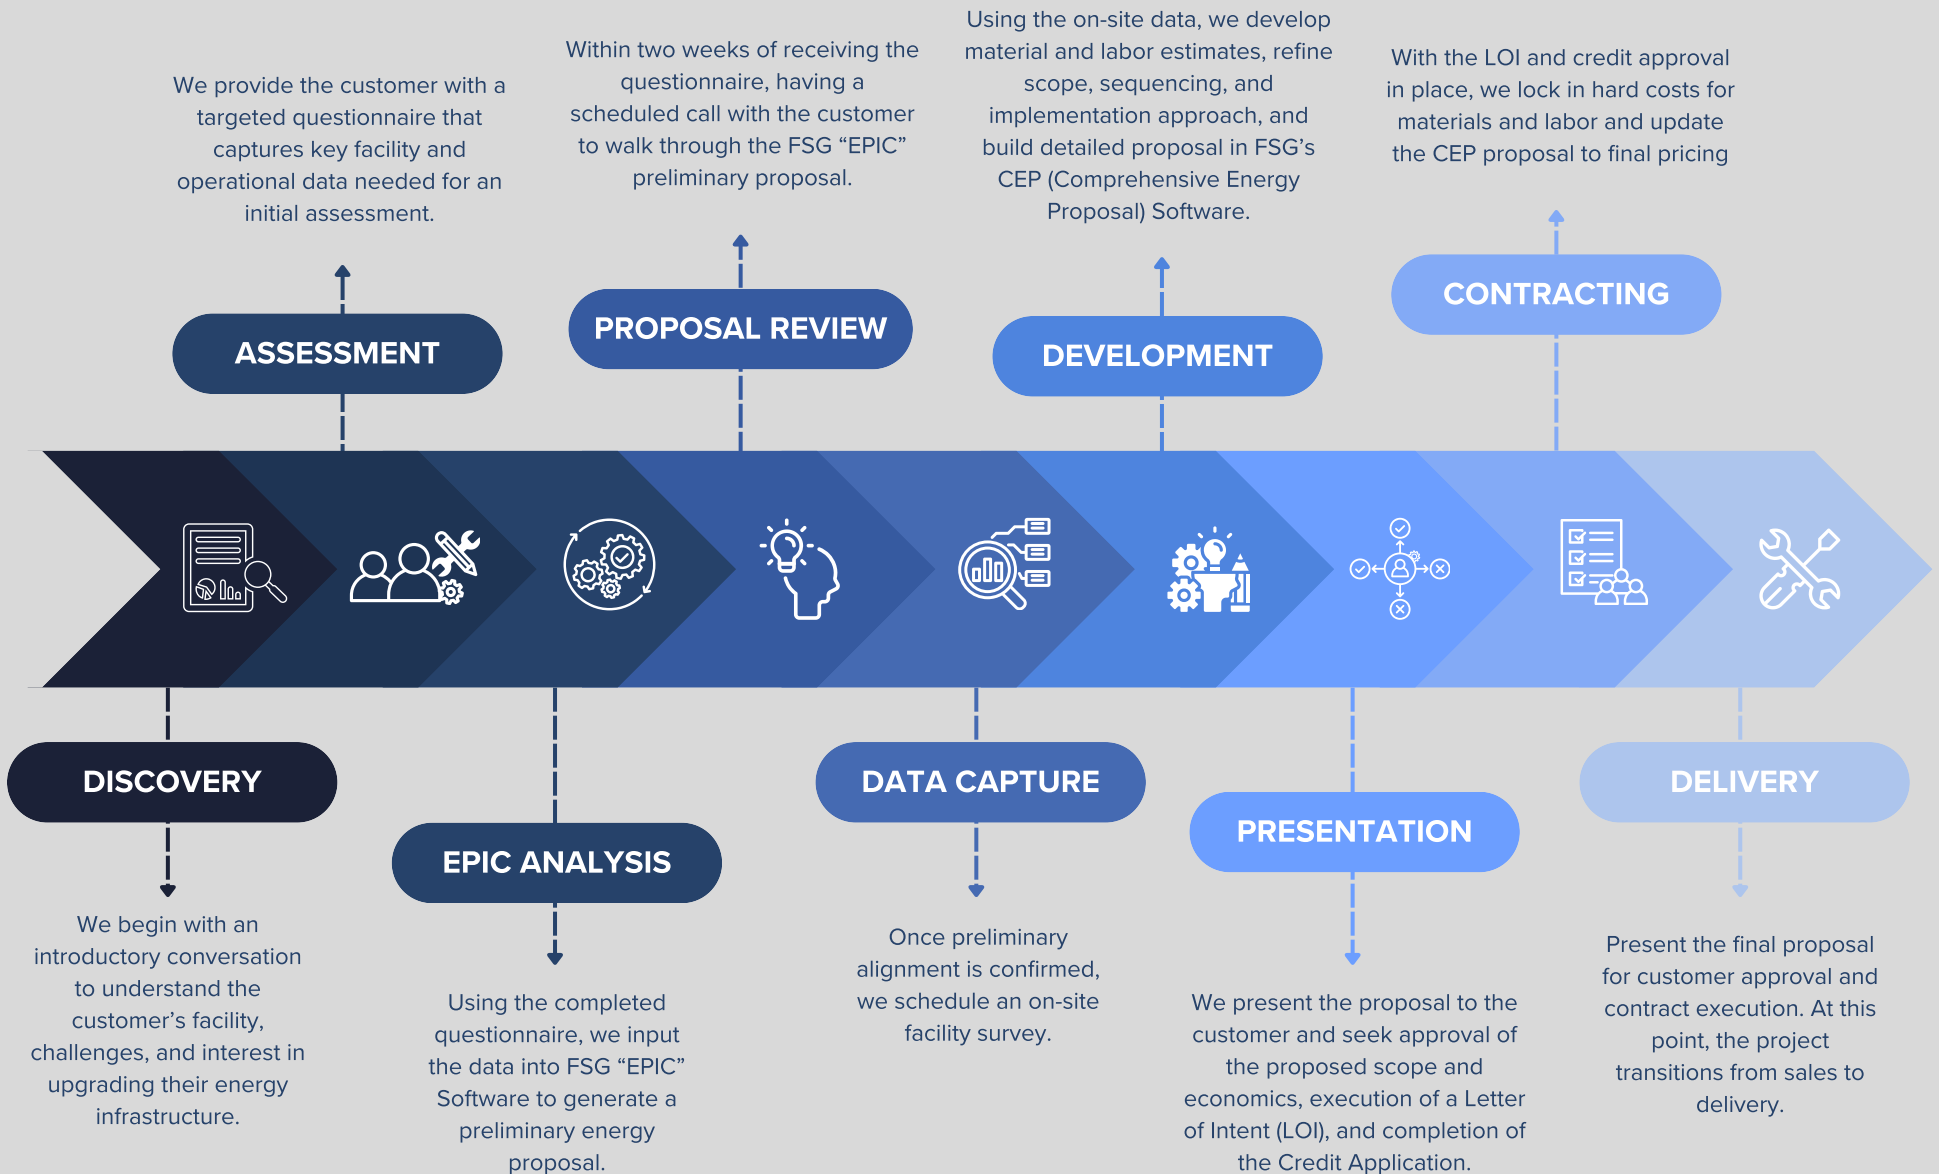 We provide the customer with a
targeted questionnaire that
captures key facility and
operational data needed for an
initial assessment.
Within two weeks of receiving the
questionnaire, having a
scheduled call with the customer
to walk through the FSG “EPIC”
preliminary proposal.
Using the on-site data, we develop
material and labor estimates, refine
scope, sequencing, and
implementation approach, and
build detailed proposal in FSG’s
CEP (Comprehensive Energy
Proposal) Software.
With the LOI and credit approval
in place, we lock in hard costs for
materials and labor and update
the CEP proposal to final pricing
ASSESSMENT
PROPOSAL REVIEW
DEVELOPMENT
CONTRACTING
DISCOVERY
EPIC ANALYSIS
DATA CAPTURE
PRESENTATION
DELIVERY
We begin with an
introductory conversation
to understand the
customer’s facility,
challenges, and interest in
upgrading their energy
infrastructure.
Using the completed
questionnaire, we input
the data into FSG “EPIC”
Software to generate a
preliminary energy
proposal.
Once preliminary
alignment is confirmed,
we schedule an on-site
facility survey.
We present the proposal to the
customer and seek approval of
the proposed scope and
economics, execution of a Letter
of Intent (LOI), and completion of
the Credit Application.
Present the final proposal
for customer approval and
contract execution. At this
point, the project
transitions from sales to
delivery.